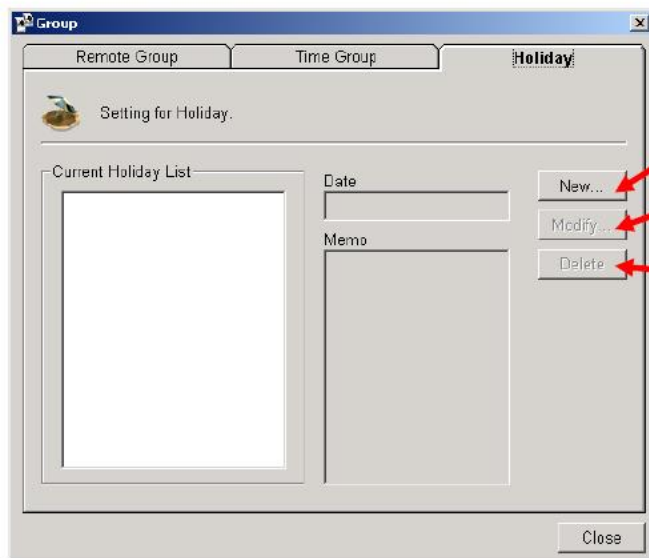 Group
Remote Group
Time Group
Holiday
Setting for Holiday.
Current Holiday List
Date
Memo
New...
Modify...
Delete
Close